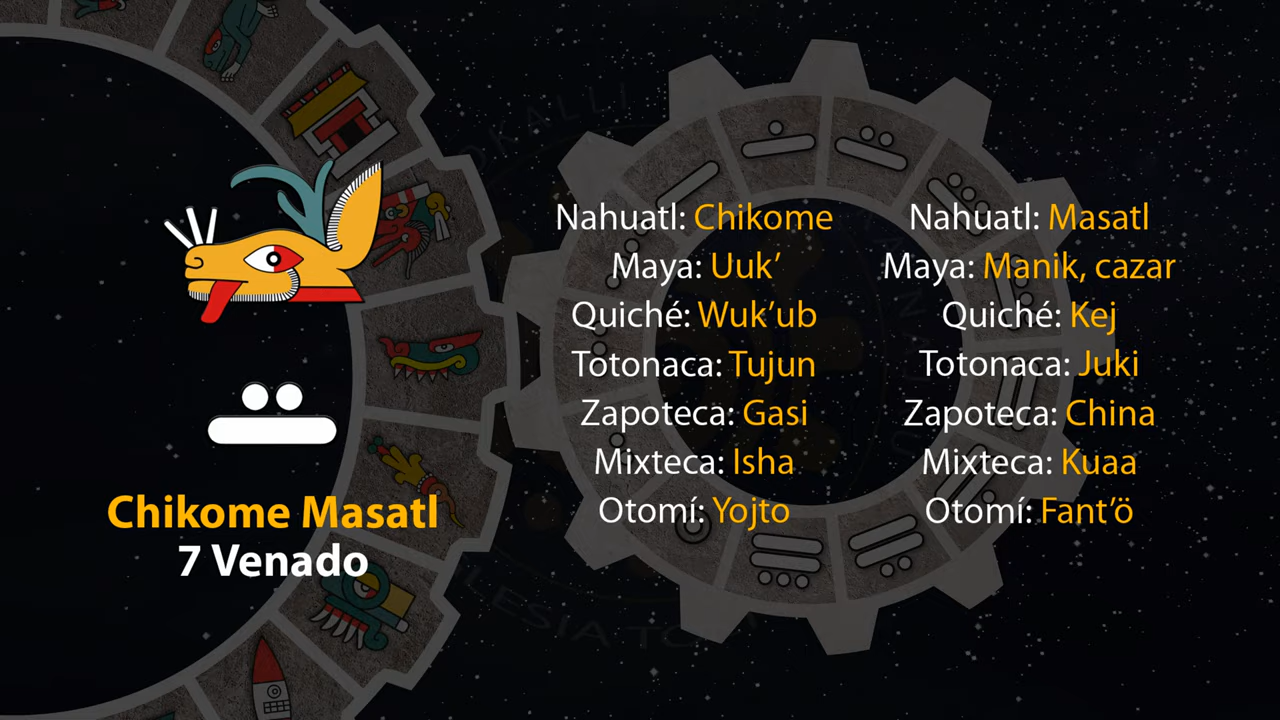 Chikome Masatl
7 Venado
Nahuatl: Chikome
Maya: Uuk’
Quiché: Wuk’ub
Totonaca: Tujun
Zapoteca: Gasi
Mixteca: Isha
Otomí: Yojto
Nahuatl: Masatl
Maya: Manik, cazar
Quiché: Kej
Totonaca: Juki
Zapoteca: China
Mixteca: Kuaa
Otomí: Fant’ö